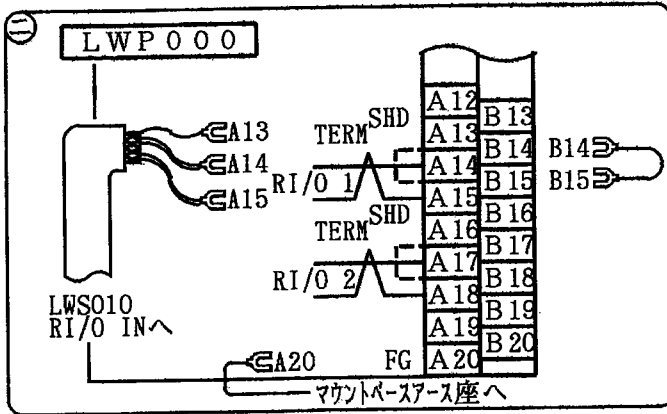 ㊁
LWP000
A13
A14
A15
TERM SHD
RI/O 1
TERM SHD
RI/O 2
A12
A13
A14
A15
A16
A17
A18
A19
FG A20
B13
B14
B15
B16
B17
B18
B19
B20
B14
B15
LWS010
RI/O INへ
A20
マウントベースアース座へ